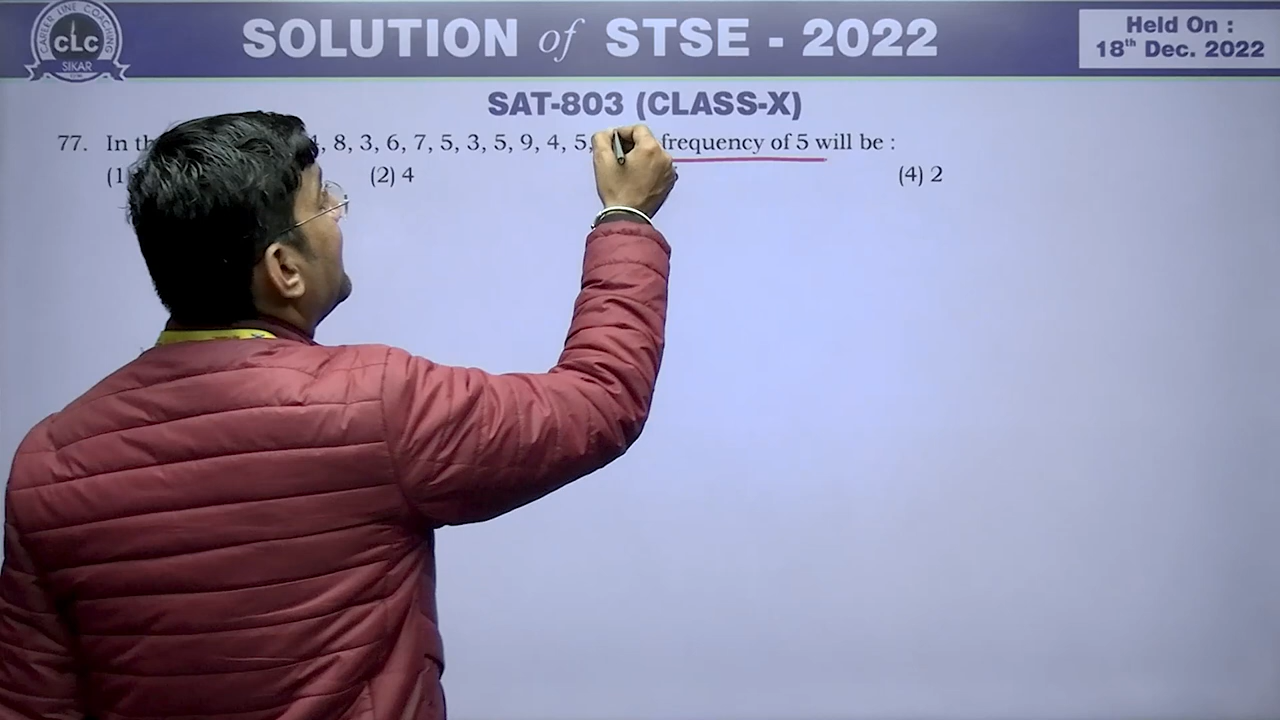 CAREER LINE COACHING
CLC
SIKAR
SOLUTION of STSE - 2022
Held On :
18th Dec. 2022
SAT-803 (CLASS-X)
77. In 8, 3, 6, 7, 5, 3, 5, 9, 4, 5, frequency of 5 will be :
(1 (2) 4 (4) 2